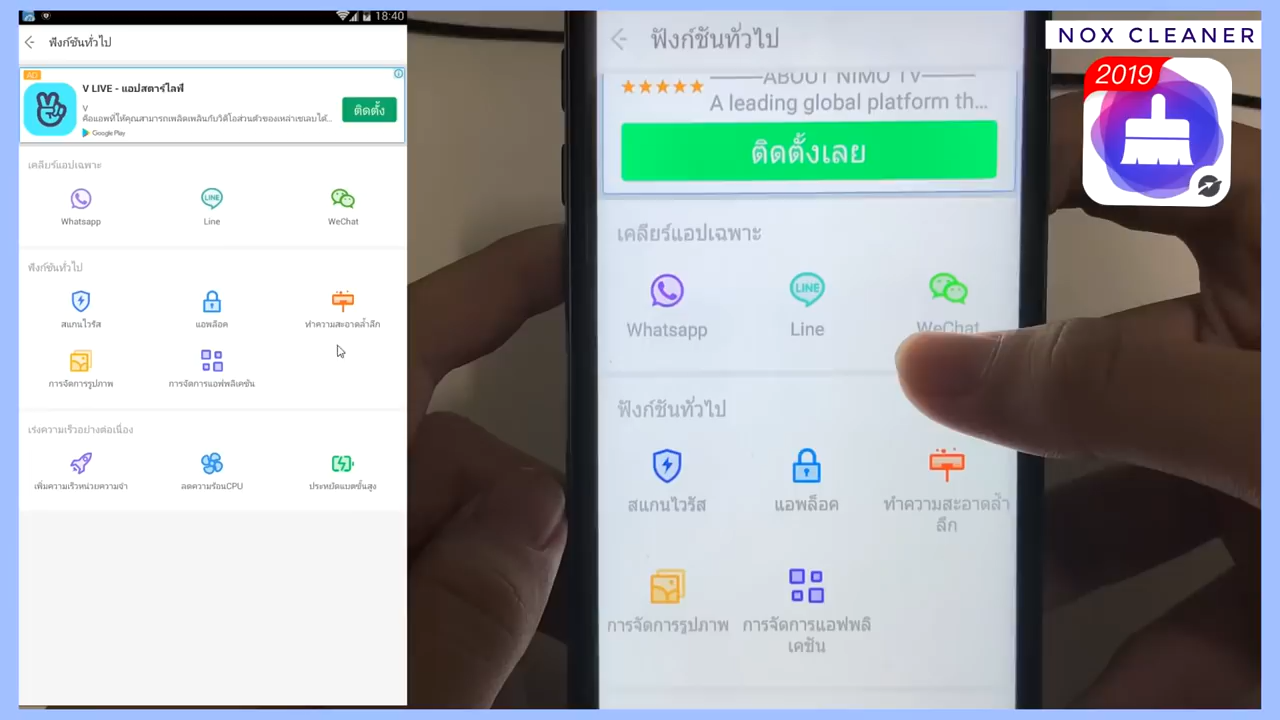 18:40
ฟังก์ชันทั่วไป
AD
V LIVE - แอปสตาร์ไลฟ์
V
คือแอพที่ให้คุณสามารถเพลิดเพลินกับวิดีโอส่วนตัวของเหล่าเซเลบได้...
Google Play
ติดตั้ง
เคลียร์แอปเฉพาะ
Whatsapp
LINE
Line
WeChat
ฟังก์ชันทั่วไป
สแกนไวรัส
แอพล็อค
ทำความสะอาดล้ำลึก
การจัดการรูปภาพ
การจัดการแอฟพลิเคชัน
เร่งความเร็วอย่างต่อเนื่อง
เพิ่มความเร็วหน่วยความจำ
ลดความร้อนCPU
ประหยัดแบตขั้นสูง
ฟังก์ชันทั่วไป
ABOUT NIMO TV
A leading global platform th...
ติดตั้งเลย
เคลียร์แอปเฉพาะ
Whatsapp
LINE
Line
WeChat
ฟังก์ชันทั่วไป
สแกนไวรัส
แอพล็อค
ทำความสะอาดล้ำ
ลึก
การจัดการรูปภาพ
การจัดการแอฟพลิ
เคชัน
NOX CLEANER
2019